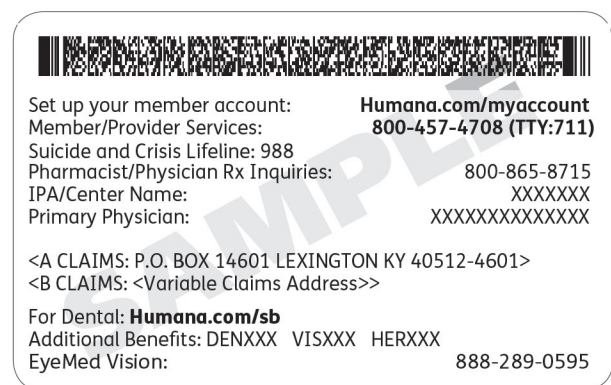 Set up your member account: Humana.com/myaccount
Member/Provider Services: 800-457-4708 (TTY:711)
Suicide and Crisis Lifeline: 988
Pharmacist/Physician Rx Inquiries: 800-865-8715
IPA/Center Name: XXXXXXX
Primary Physician: XXXXXXXXXXXXXX
<A CLAIMS: P.O. BOX 14601 LEXINGTON KY 40512-4601>
<B CLAIMS: <Variable Claims Address>>
For Dental: Humana.com/sb
Additional Benefits: DENXXX VISXXX HERXXX
EyeMed Vision: 888-289-0595
SAMPLE